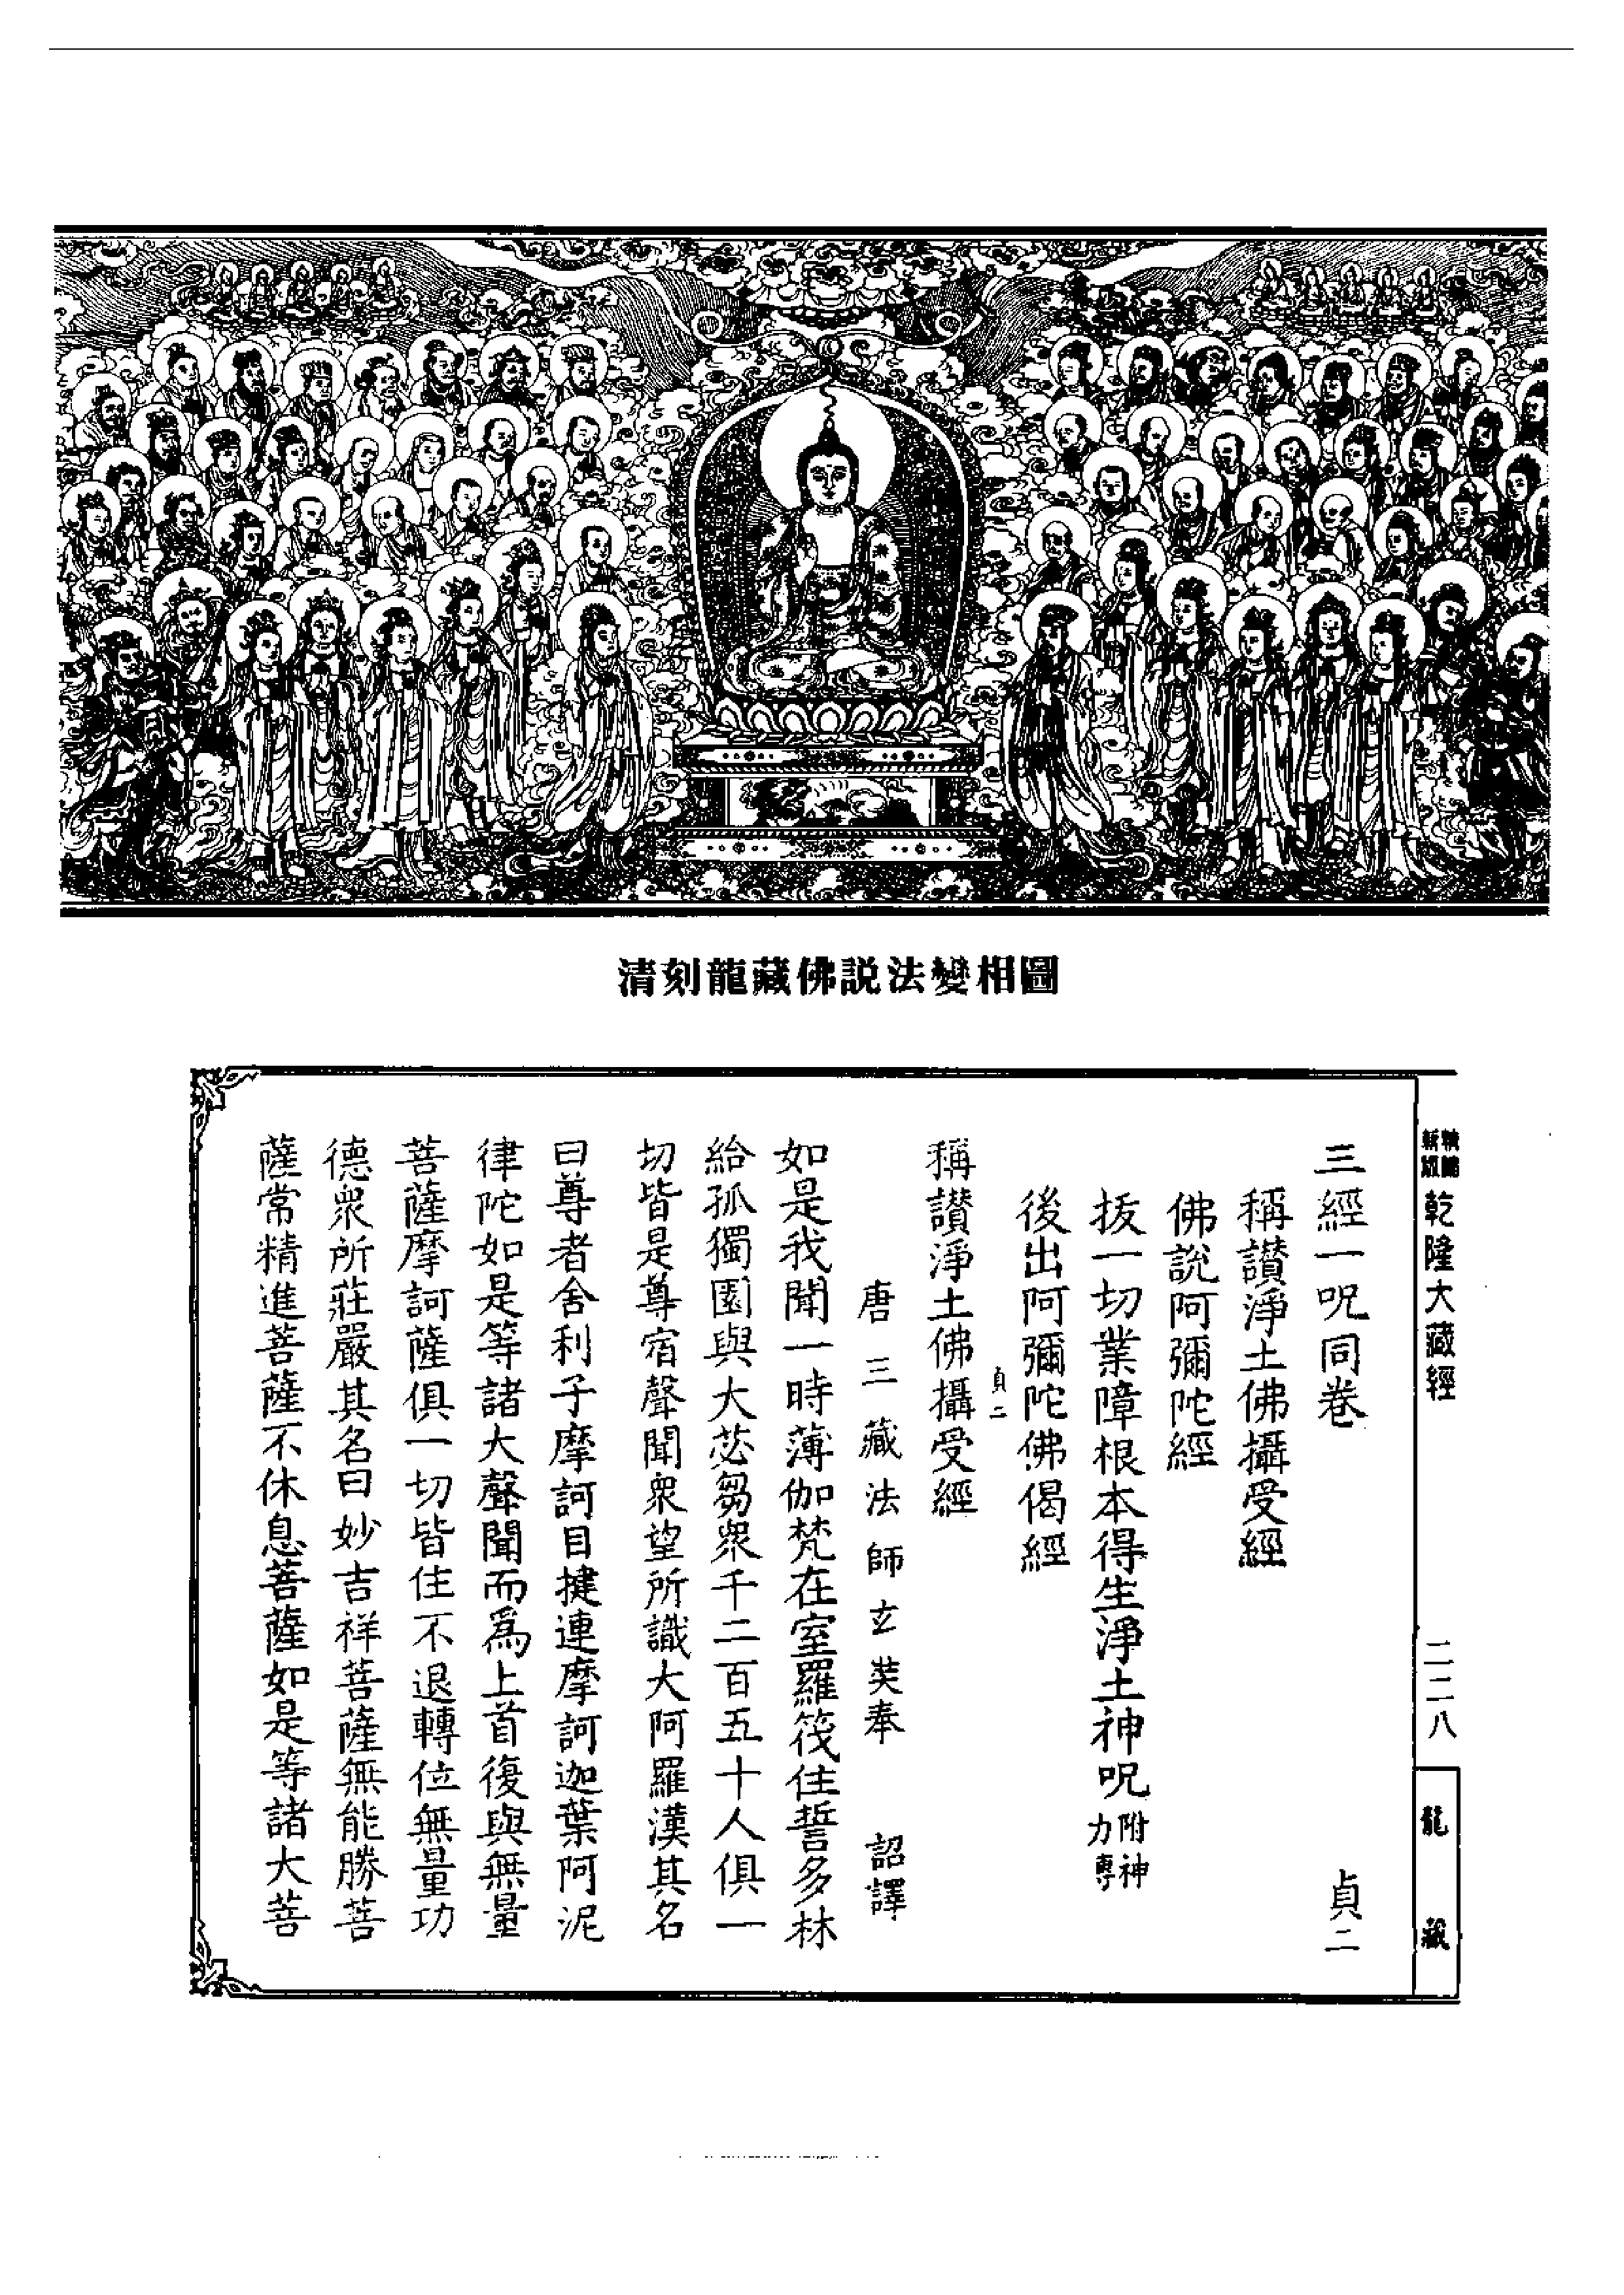 清刻龍藏佛説法變相圖
新編
新版
乾隆大藏經
二二八
龍藏
三經一呪同卷 貞二
稱讃淨土佛攝受經
佛說阿彌陀經
拔一切業障根本得生淨土神呪附神力專
後出阿彌陀佛偈經
貞二
稱讃淨土佛攝受經
唐三藏法師玄奘奉 詔譯
如是我聞一時薄伽梵在室羅筏住誓多林
給孤獨園與大苾芻衆千二百五十人俱一
切皆是尊宿聲聞衆望所識大阿羅漢其名
曰尊者舍利子摩訶目揵連摩訶迦葉阿泥
律陀如是等諸大聲聞而爲上首復與無量
菩薩摩訶薩俱一切皆住不退轉位無量功
德衆所莊嚴其名曰妙吉祥菩薩無能勝菩
薩常精進菩薩不休息菩薩如是等諸大菩